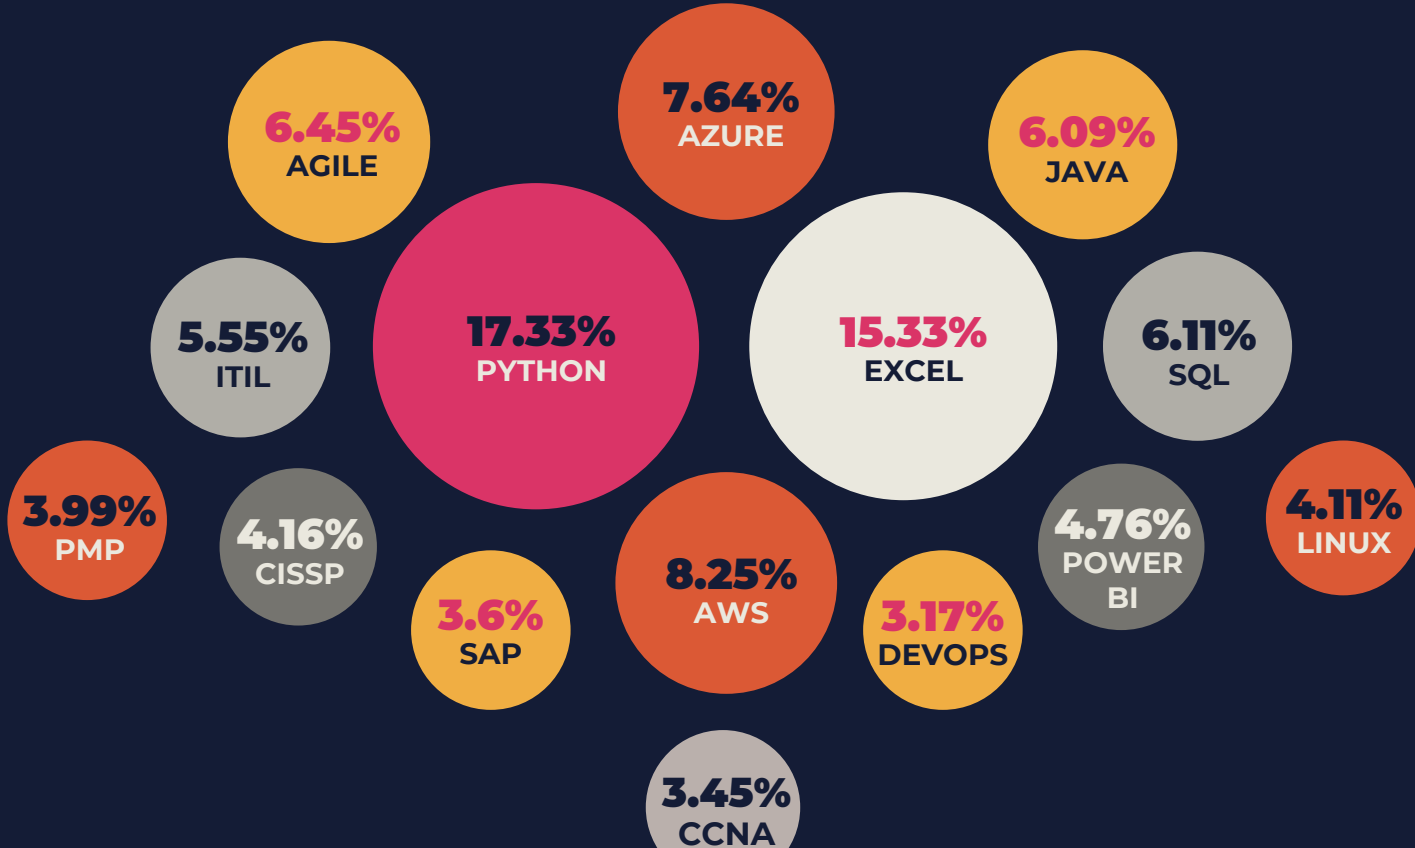 7.64%
AZURE
6.45%
AGILE
6.09%
JAVA
5.55%
ITIL
17.33%
PYTHON
15.33%
EXCEL
6.11%
SQL
3.99%
PMP
4.16%
CISSP
3.6%
SAP
8.25%
AWS
3.17%
DEVOPS
4.76%
POWER
BI
4.11%
LINUX
3.45%
CCNA